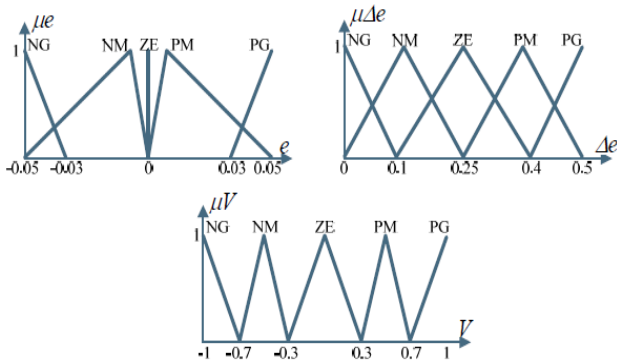 μe
NG NM ZE PM PG
1
-0.05 -0.03 0 0.03 0.05 e
μΔe
NG NM ZE PM PG
1
0 0.1 0.25 0.4 0.5 Δe
μV
NG NM ZE PM PG
1
-1 -0.7 -0.3 0.3 0.7 1 V